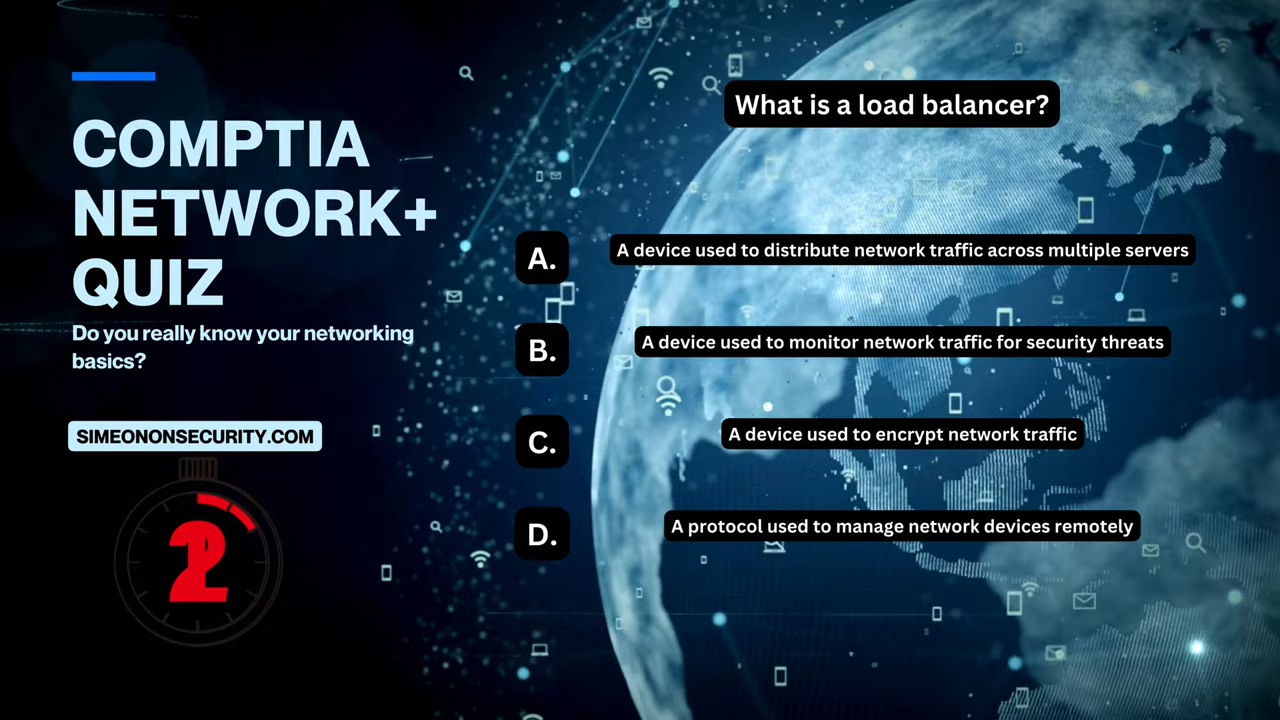 COMPTIA
NETWORK+
QUIZ
Do you really know your networking
basics?
SIMEONONSECURITY.COM
What is a load balancer?
A. A device used to distribute network traffic across multiple servers
B. A device used to monitor network traffic for security threats
C. A device used to encrypt network traffic
D. A protocol used to manage network devices remotely